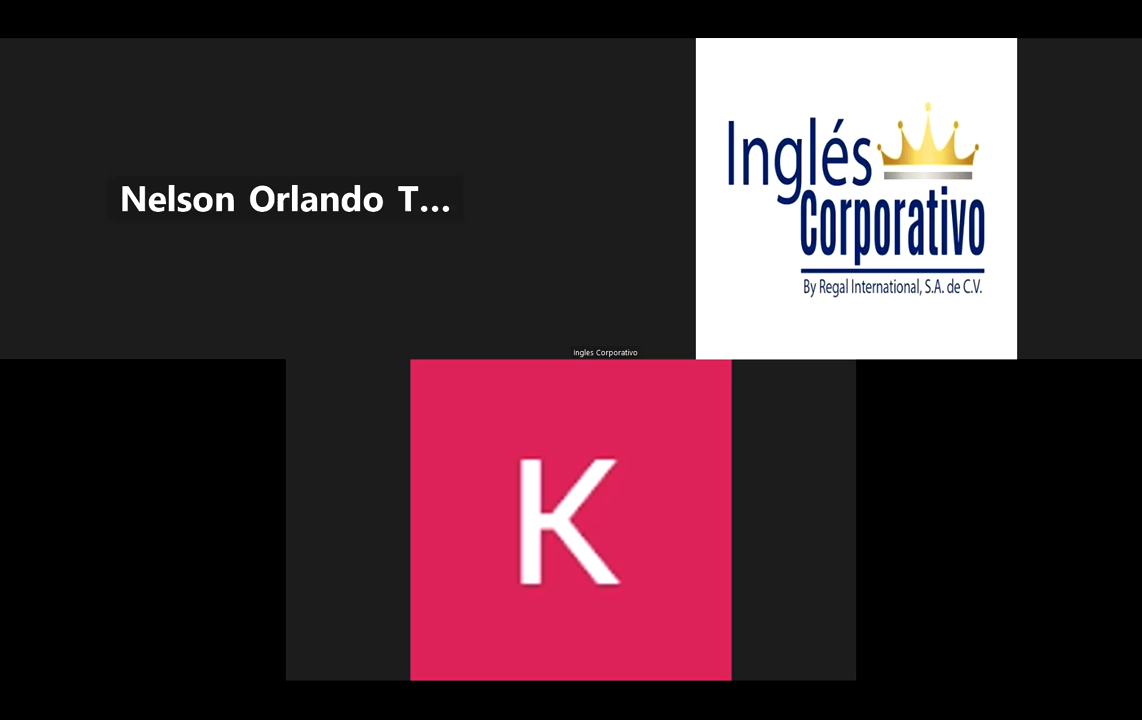 Nelson Orlando T...
Inglés
Corporativo
By Regal International, S.A. de C.V.
Ingles Corporativo
K